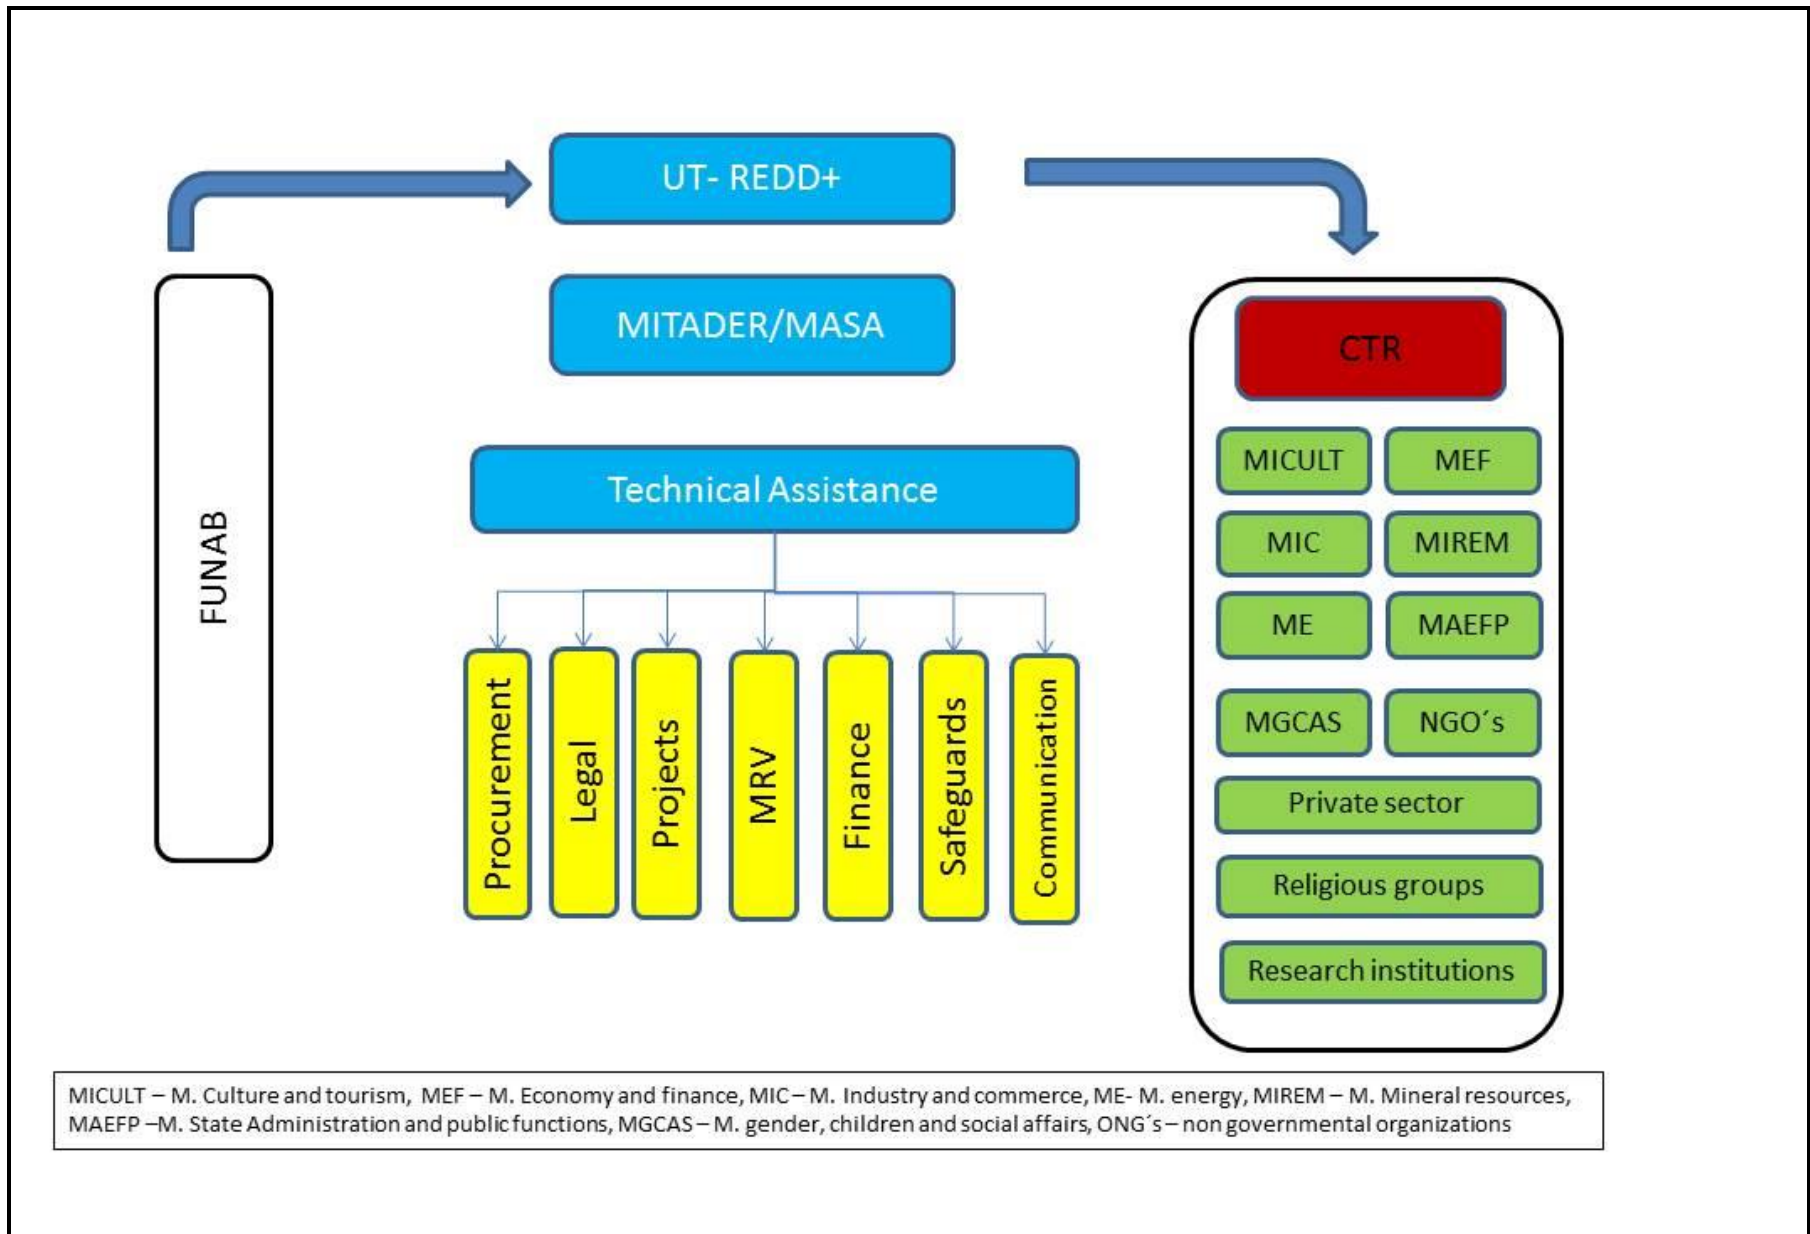 UT- REDD+
MITADER/MASA
Technical Assistance
FUNAB
Procurement
Legal
Projects
MRV
Finance
Safeguards
Communication
CTR
MICULT
MEF
MIC
MIREM
ME
MAEFP
MGCAS
NGO´s
Private sector
Religious groups
Research institutions
MICULT – M. Culture and tourism, MEF – M. Economy and finance, MIC – M. Industry and commerce, ME- M. energy, MIREM – M. Mineral resources,
MAEFP –M. State Administration and public functions, MGCAS – M. gender, children and social affairs, ONG´s – non governmental organizations